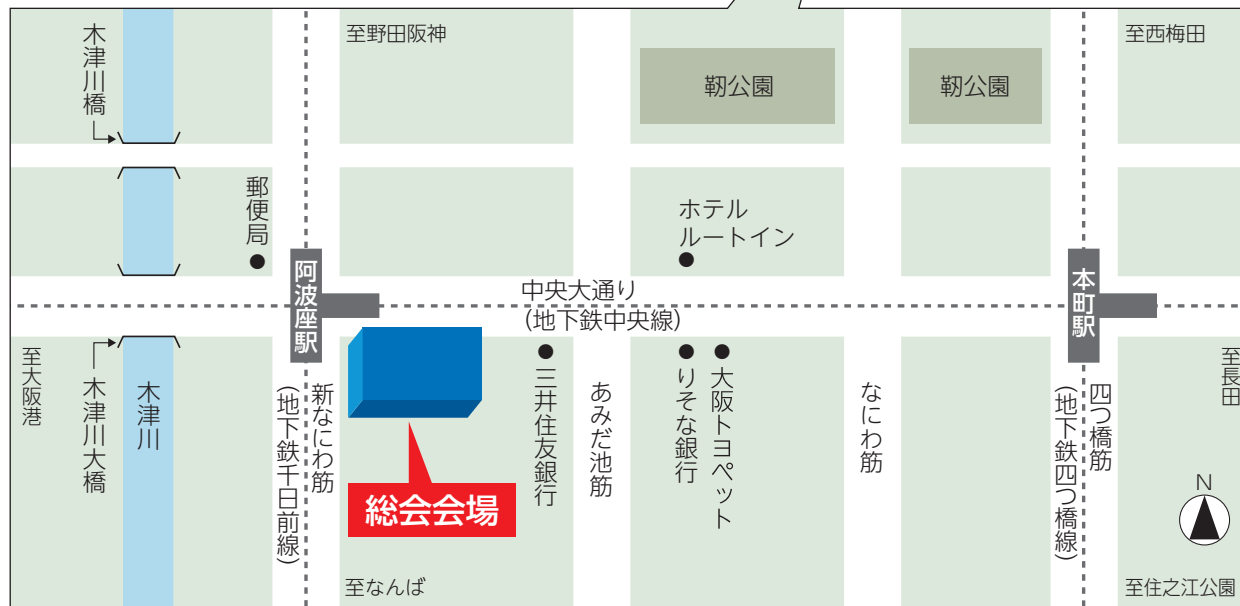 至野田阪神
至西梅田
木津川橋
靭公園
靭公園
郵便局
ホテル
ルートイン
阿波座駅
本町駅
中央大通り
(地下鉄中央線)
至大阪港
木津川大橋
木津川
(地下鉄千日前線)
新なにわ筋
三井住友銀行
あみだ池筋
りそな銀行
大阪トヨペット
なにわ筋
(地下鉄四つ橋線)
四つ橋筋
至長田
総会会場
N
至なんば
至住之江公園